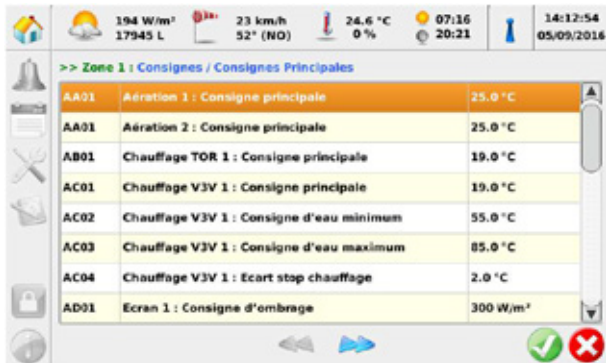 194 W/m² 23 km/h 24.6 °C 07:16 14:12:54
17945 L 52° (NO) 0 % 20:21 05/09/2016
>> Zone 1 : Consignes / Consignes Principales
AA01 Aération 1 : Consigne principale 25.0 °C
AA01 Aération 2 : Consigne principale 25.0 °C
AB01 Chauffage TOR 1 : Consigne principale 19.0 °C
AC01 Chauffage V3V 1 : Consigne principale 19.0 °C
AC02 Chauffage V3V 1 : Consigne d'eau minimum 55.0 °C
AC03 Chauffage V3V 1 : Consigne d'eau maximum 85.0 °C
AC04 Chauffage V3V 1 : Ecart stop chauffage 2.0 °C
AD01 Ecran 1 : Consigne d'ombrage 300 W/m²